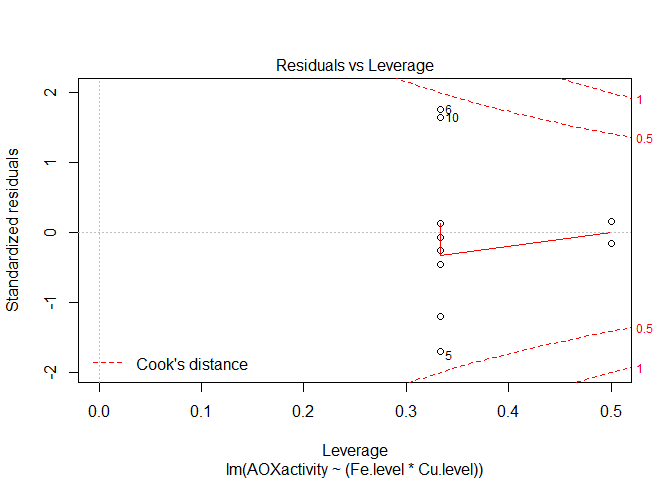 Residuals vs Leverage
Standardized residuals
2
1
0
-1
-2
6
10
5
1
0.5
0.5
1
Cook's distance
0.0 0.1 0.2 0.3 0.4 0.5
Leverage
lm(AOXactivity ~ (Fe.level * Cu.level))